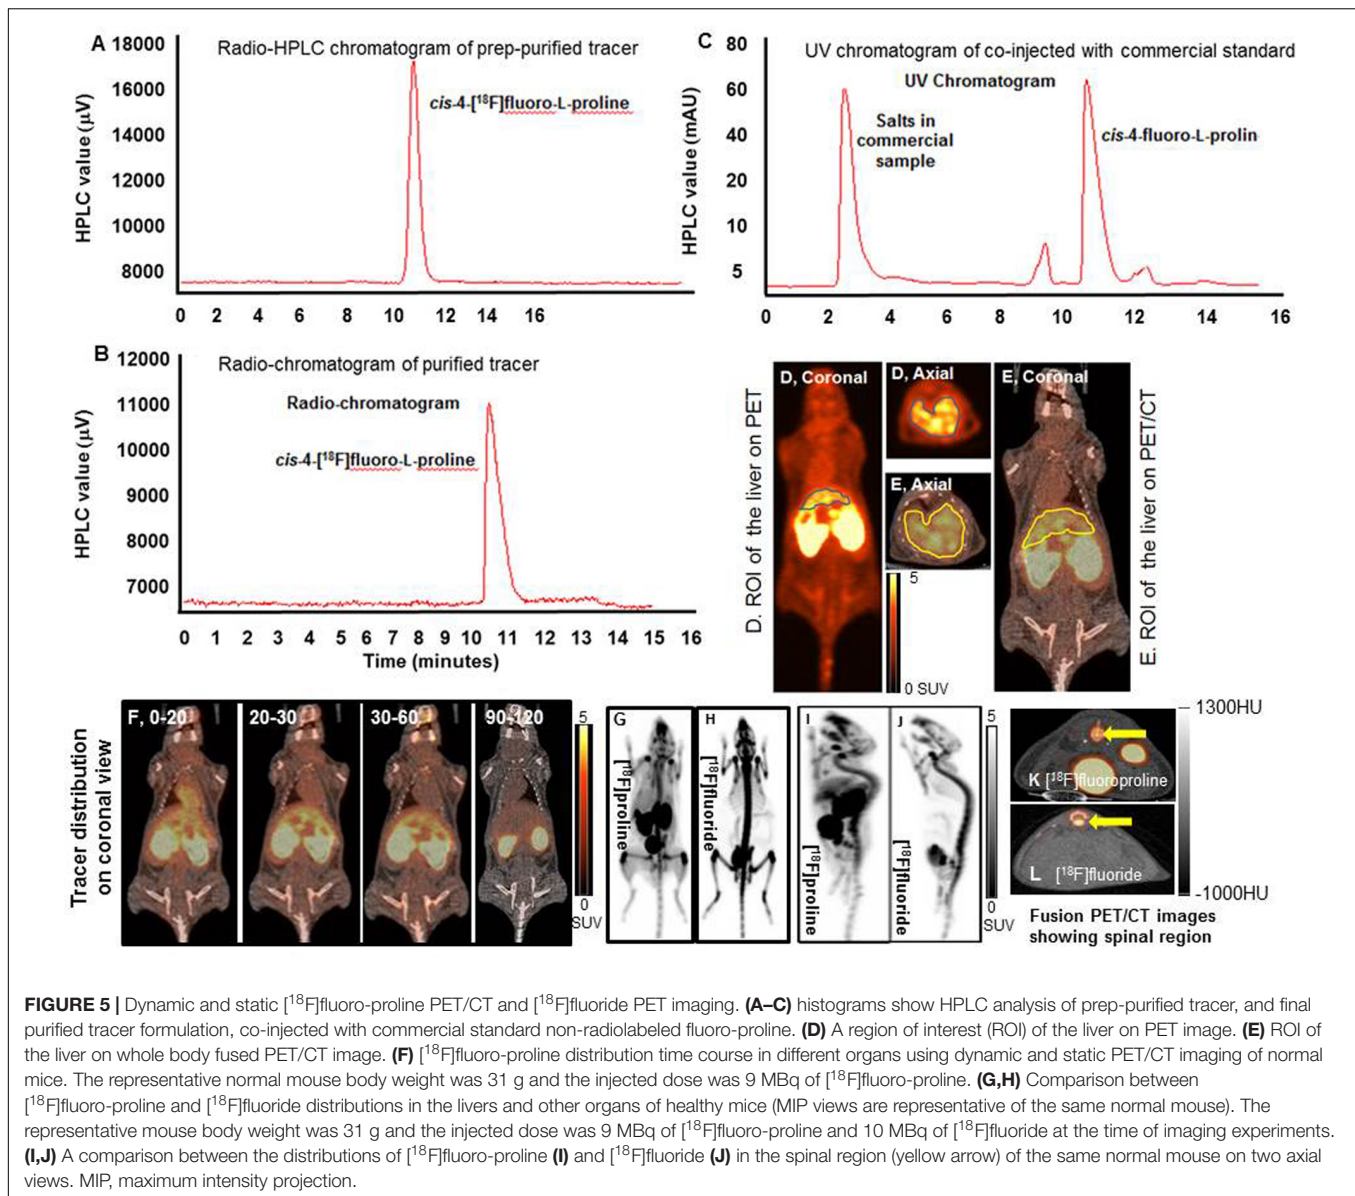 A
Radio-HPLC chromatogram of prep-purified tracer
HPLC value (µV)
18000
16000
14000
12000
10000
8000
cis-4-[18F]fluoro-L-proline
0 2 4 6 8 10 12 14 16
C
UV chromatogram of co-injected with commercial standard
UV Chromatogram
HPLC value (mAU)
80
60
40
20
10
5
Salts in
commercial
sample
cis-4-fluoro-L-prolin
0 2 4 6 8 10 12 14 16
B
Radio-chromatogram of purified tracer
Radio-chromatogram
HPLC value (µV)
12000
11000
10000
9000
8000
7000
cis-4-[18F]fluoro-L-proline
0 1 2 3 4 5 6 7 8 9 10 11 12 13 14 15 16
Time (minutes)
D. ROI of the liver on PET
D, Coronal
D, Axial
E, Axial
5
0 SUV
E, Coronal
E. ROI of the liver on PET/CT
Tracer distribution
on coronal view
F, 0-20
20-30
30-60
90-120
5
0
SUV
G
[18F]proline
H
[18F]fluoride
I
[18F]proline
J
[18F]fluoride
5
0
SUV
K [18F]fluoroproline
L [18F]fluoride
1300HU
-1000HU
Fusion PET/CT images
showing spinal region
FIGURE 5 | Dynamic and static [18F]fluoro-proline PET/CT and [18F]fluoride PET imaging. (A–C) histograms show HPLC analysis of prep-purified tracer, and final
purified tracer formulation, co-injected with commercial standard non-radiolabeled fluoro-proline. (D) A region of interest (ROI) of the liver on PET image. (E) ROI of
the liver on whole body fused PET/CT image. (F) [18F]fluoro-proline distribution time course in different organs using dynamic and static PET/CT imaging of normal
mice. The representative normal mouse body weight was 31 g and the injected dose was 9 MBq of [18F]fluoro-proline. (G,H) Comparison between
[18F]fluoro-proline and [18F]fluoride distributions in the livers and other organs of healthy mice (MIP views are representative of the same normal mouse). The
representative mouse body weight was 31 g and the injected dose was 9 MBq of [18F]fluoro-proline and 10 MBq of [18F]fluoride at the time of imaging experiments.
(I,J) A comparison between the distributions of [18F]fluoro-proline (I) and [18F]fluoride (J) in the spinal region (yellow arrow) of the same normal mouse on two axial
views. MIP, maximum intensity projection.